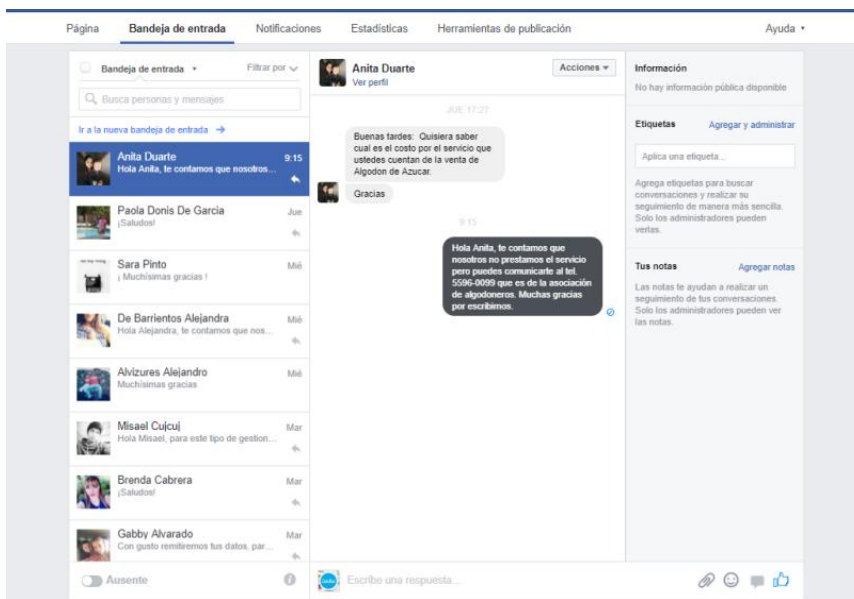 Página Bandeja de entrada Notificaciones Estadísticas Herramientas de publicación Ayuda
Bandeja de entrada Filtrar por
Busca personas y mensajes
Ir a la nueva bandeja de entrada
Anita Duarte 9:15
Hola Anita, te contamos que nosotros...
Paola Donis De Garcia Jue
¡Saludos!
Sara Pinto Mié
¡ Muchísimas gracias !
De Barrientos Alejandra Mié
Hola Alejandra, te contamos que nos...
Alvizures Alejandro Mié
Muchísimas gracias
Misael Cujcuj Mar
Hola Misael, para este tipo de gestion...
Brenda Cabrera Mar
¡Saludos!
Gabby Alvarado Mar
Con gusto remitiremos tus datos, par...
Ausente
Anita Duarte
Ver perfil
Acciones
JUE, 17:27
Buenas tardes: Quisiera saber
cual es el costo por el servicio que
ustedes cuentan de la venta de
Algodon de Azucar.
Gracias
9:15
Hola Anita, te contamos que
nosotros no prestamos el servicio
pero puedes comunicarte al tel.
5596-0099 que es de la asociación
de algodoneros. Muchas gracias
por escribirnos.
Escribe una respuesta...
Información
No hay información pública disponible
Etiquetas Agregar y administrar
Aplica una etiqueta...
Agrega etiquetas para buscar
conversaciones y realizar su
seguimiento de manera más sencilla.
Solo los administradores pueden
verlas.
Tus notas Agregar notas
Las notas te ayudan a realizar un
seguimiento de tus conversaciones.
Solo los administradores pueden ver
las notas.